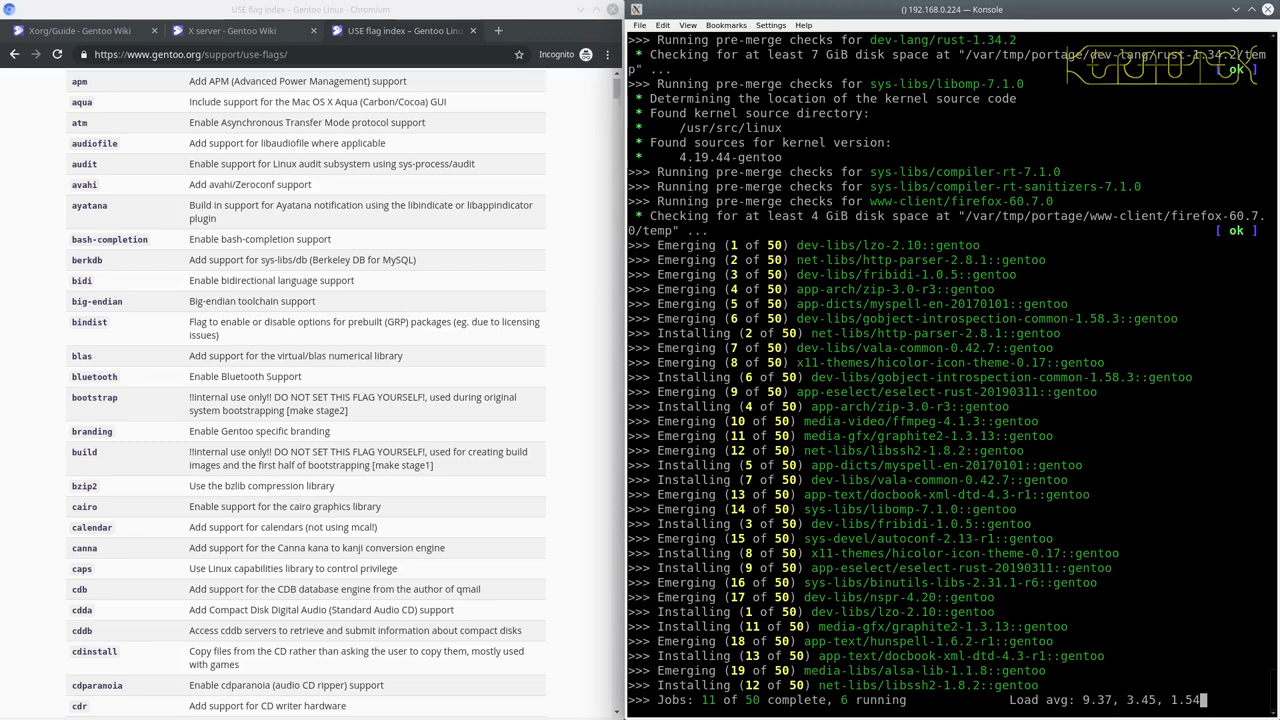 USE flag index – Gentoo Linux - Chromium
Xorg/Guide - Gentoo Wiki
X server - Gentoo Wiki
USE flag index – Gentoo Linu
https://www.gentoo.org/support/use-flags/
Incognito
apm Add APM (Advanced Power Management) support
aqua Include support for the Mac OS X Aqua (Carbon/Cocoa) GUI
atm Enable Asynchronous Transfer Mode protocol support
audiofile Add support for libaudiofile where applicable
audit Enable support for Linux audit subsystem using sys-process/audit
avahi Add avahi/Zeroconf support
ayatana Build in support for Ayatana notification using the libindicate or libappindicator
plugin
bash-completion Enable bash-completion support
berkdb Add support for sys-libs/db (Berkeley DB for MySQL)
bidi Enable bidirectional language support
big-endian Big-endian toolchain support
bindist Flag to enable or disable options for prebuilt (GRP) packages (eg. due to licensing
issues)
blas Add support for the virtual/blas numerical library
bluetooth Enable Bluetooth Support
bootstrap !!internal use only!! DO NOT SET THIS FLAG YOURSELF!, used during original
system bootstrapping [make stage2]
branding Enable Gentoo specific branding
build !!internal use only!! DO NOT SET THIS FLAG YOURSELF!, used for creating build
images and the first half of bootstrapping [make stage1]
bzip2 Use the bzlib compression library
cairo Enable support for the cairo graphics library
calendar Add support for calendars (not using mcal!)
canna Add support for the Canna kana to kanji conversion engine
caps Use Linux capabilities library to control privilege
cdb Add support for the CDB database engine from the author of qmail
cdda Add Compact Disk Digital Audio (Standard Audio CD) support
cddb Access cddb servers to retrieve and submit information about compact disks
cdinstall Copy files from the CD rather than asking the user to copy them, mostly used
with games
cdparanoia Enable cdparanoia (audio CD ripper) support
cdr Add support for CD writer hardware
() 192.168.0.224 — Konsole
File Edit View Bookmarks Settings Help
>>> Running pre-merge checks for dev-lang/rust-1.34.2
* Checking for at least 7 GiB disk space at "/var/tmp/portage/dev-lang/rust-1.34.2/tem
p" ... [ ok ]
>>> Running pre-merge checks for sys-libs/libomp-7.1.0
* Determining the location of the kernel source code
* Found kernel source directory:
* /usr/src/linux
* Found sources for kernel version:
* 4.19.44-gentoo
>>> Running pre-merge checks for sys-libs/compiler-rt-7.1.0
>>> Running pre-merge checks for sys-libs/compiler-rt-sanitizers-7.1.0
>>> Running pre-merge checks for www-client/firefox-60.7.0
* Checking for at least 4 GiB disk space at "/var/tmp/portage/www-client/firefox-60.7.
0/temp" ... [ ok ]
>>> Emerging (1 of 50) dev-libs/lzo-2.10::gentoo
>>> Emerging (2 of 50) net-libs/http-parser-2.8.1::gentoo
>>> Emerging (3 of 50) dev-libs/fribidi-1.0.5::gentoo
>>> Emerging (4 of 50) app-arch/zip-3.0-r3::gentoo
>>> Emerging (5 of 50) app-dicts/myspell-en-20170101::gentoo
>>> Emerging (6 of 50) dev-libs/gobject-introspection-common-1.58.3::gentoo
>>> Installing (2 of 50) net-libs/http-parser-2.8.1::gentoo
>>> Emerging (7 of 50) dev-libs/vala-common-0.42.7::gentoo
>>> Emerging (8 of 50) x11-themes/hicolor-icon-theme-0.17::gentoo
>>> Installing (6 of 50) dev-libs/gobject-introspection-common-1.58.3::gentoo
>>> Emerging (9 of 50) app-eselect/eselect-rust-20190311::gentoo
>>> Installing (4 of 50) app-arch/zip-3.0-r3::gentoo
>>> Emerging (10 of 50) media-video/ffmpeg-4.1.3::gentoo
>>> Emerging (11 of 50) media-gfx/graphite2-1.3.13::gentoo
>>> Emerging (12 of 50) net-libs/libssh2-1.8.2::gentoo
>>> Installing (5 of 50) app-dicts/myspell-en-20170101::gentoo
>>> Installing (7 of 50) dev-libs/vala-common-0.42.7::gentoo
>>> Emerging (13 of 50) app-text/docbook-xml-dtd-4.3-r1::gentoo
>>> Emerging (14 of 50) sys-libs/libomp-7.1.0::gentoo
>>> Installing (3 of 50) dev-libs/fribidi-1.0.5::gentoo
>>> Emerging (15 of 50) sys-devel/autoconf-2.13-r1::gentoo
>>> Installing (8 of 50) x11-themes/hicolor-icon-theme-0.17::gentoo
>>> Installing (9 of 50) app-eselect/eselect-rust-20190311::gentoo
>>> Emerging (16 of 50) sys-libs/binutils-libs-2.31.1-r6::gentoo
>>> Emerging (17 of 50) dev-libs/nspr-4.20::gentoo
>>> Installing (1 of 50) dev-libs/lzo-2.10::gentoo
>>> Installing (11 of 50) media-gfx/graphite2-1.3.13::gentoo
>>> Emerging (18 of 50) app-text/hunspell-1.6.2-r1::gentoo
>>> Installing (13 of 50) app-text/docbook-xml-dtd-4.3-r1::gentoo
>>> Emerging (19 of 50) media-libs/alsa-lib-1.1.8::gentoo
>>> Installing (12 of 50) net-libs/libssh2-1.8.2::gentoo
>>> Jobs: 11 of 50 complete, 6 running Load avg: 9.37, 3.45, 1.54